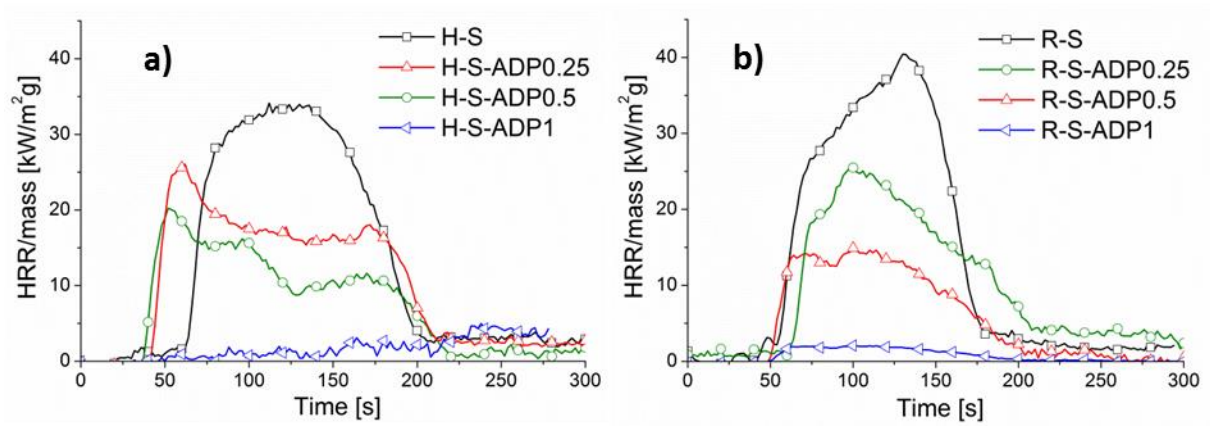 a)
H-S
H-S-ADP0.25
H-S-ADP0.5
H-S-ADP1
HRR/mass [kW/m²g]
40
30
20
10
0
0 50 100 150 200 250 300
Time [s]
b)
R-S
R-S-ADP0.25
R-S-ADP0.5
R-S-ADP1
HRR/mass [kW/m²g]
40
30
20
10
0
0 50 100 150 200 250 300
Time [s]